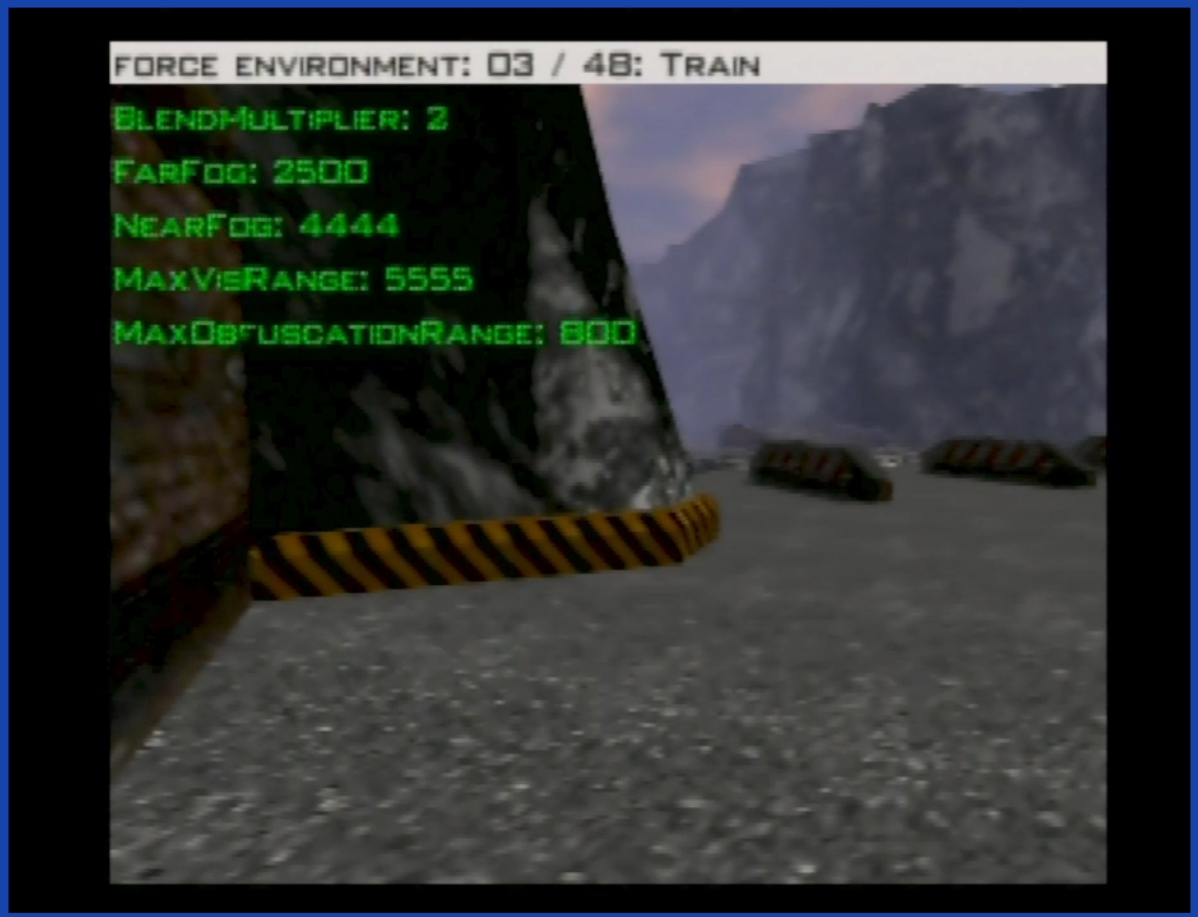 FORCE ENVIRONMENT: 03 / 48: TRAIN
BLENDMULTIPLIER: 2
FARFOG: 2500
NEARFOG: 4444
MAXVISRANGE: 5555
MAXOBFUSCATIONRANGE: 800